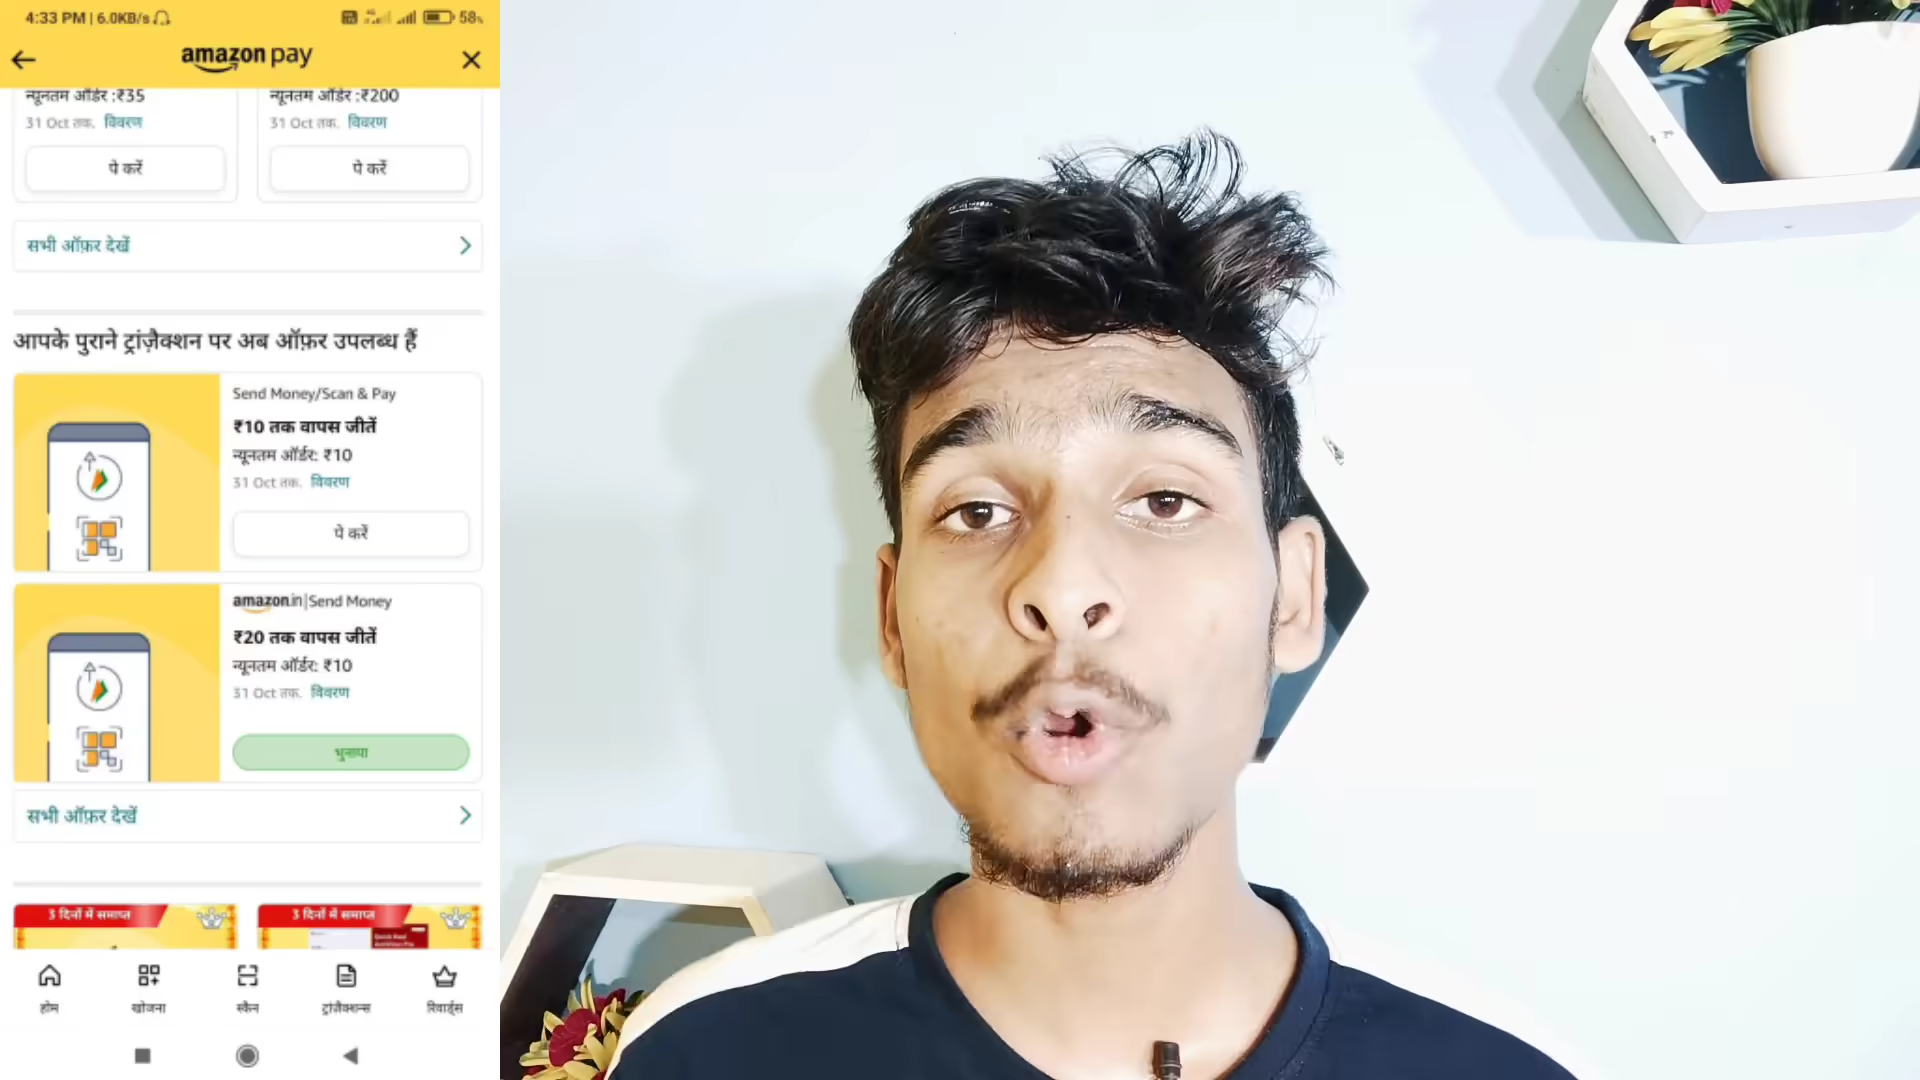 4:33 PM | 6.0KB/s
58%
amazon pay
न्यूनतम ऑर्डर :₹35
31 Oct तक. विवरण
पे करें
न्यूनतम ऑर्डर :₹200
31 Oct तक. विवरण
पे करें
सभी ऑफ़र देखें
आपके पुराने ट्रांज़ैक्शन पर अब ऑफ़र उपलब्ध हैं
Send Money/Scan & Pay
₹10 तक वापस जीतें
न्यूनतम ऑर्डर: ₹10
31 Oct तक. विवरण
पे करें
amazon.in|Send Money
₹20 तक वापस जीतें
न्यूनतम ऑर्डर: ₹10
31 Oct तक. विवरण
भुनाया
सभी ऑफ़र देखें
3 दिनों में समाप्त
3 दिनों में समाप्त
होम
खोजना
स्कैन
ट्रांज़ैक्शन्स
रिवार्ड्स